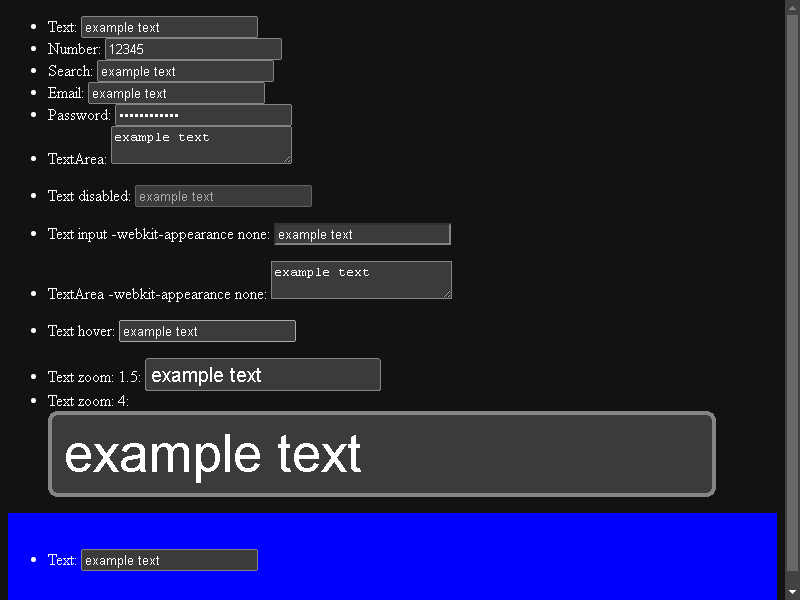 Text: example text
Number: 12345
Search: example text
Email: example text
Password: ••••••••••••
example text
TextArea:
Text disabled: example text
Text input -webkit-appearance none: example text
example text
TextArea -webkit-appearance none:
Text hover: example text
Text zoom: 1.5: example text
Text zoom: 4:
example text
Text: example text